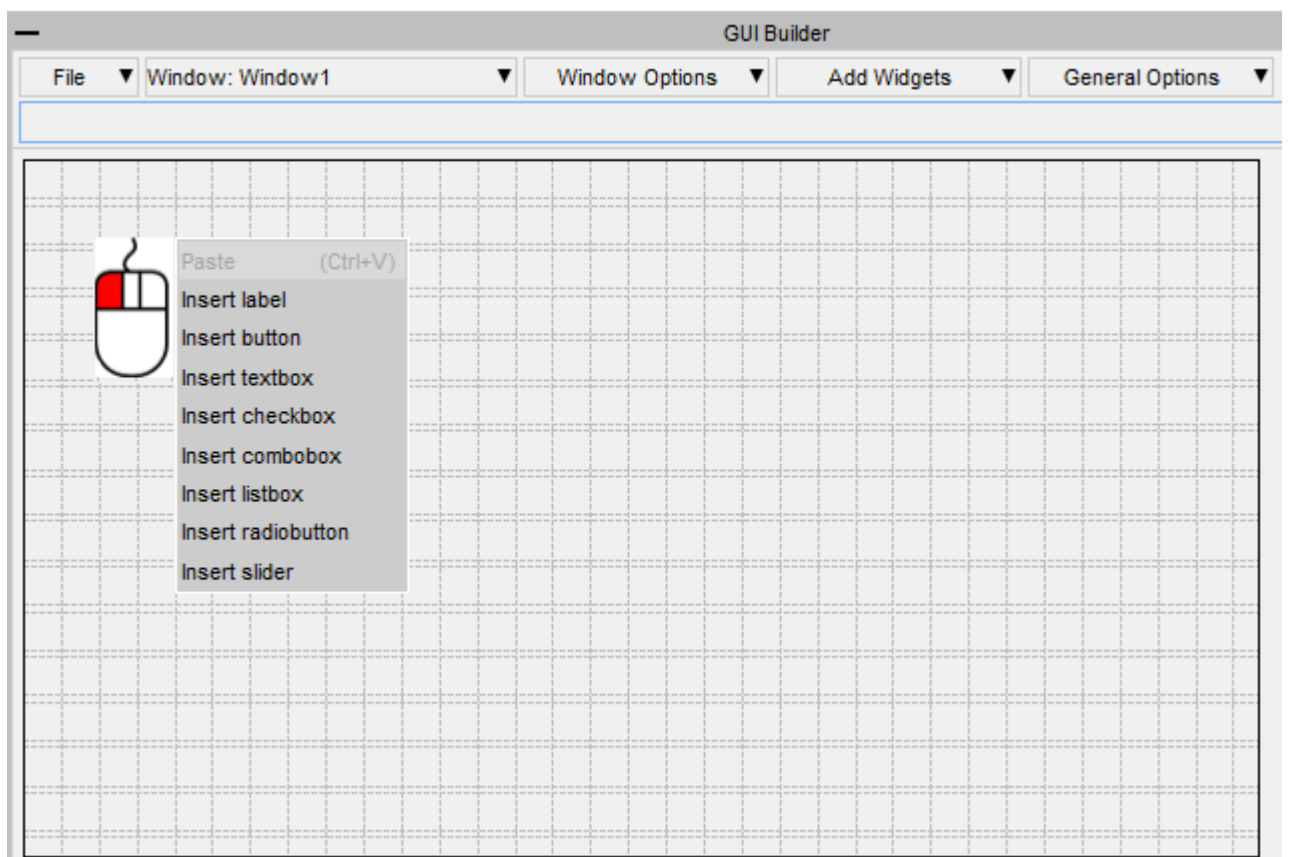 GUI Builder
File ▼ Window: Window1 ▼ Window Options ▼ Add Widgets ▼ General Options ▼
Paste (Ctrl+V)
Insert label
Insert button
Insert textbox
Insert checkbox
Insert combobox
Insert listbox
Insert radiobutton
Insert slider